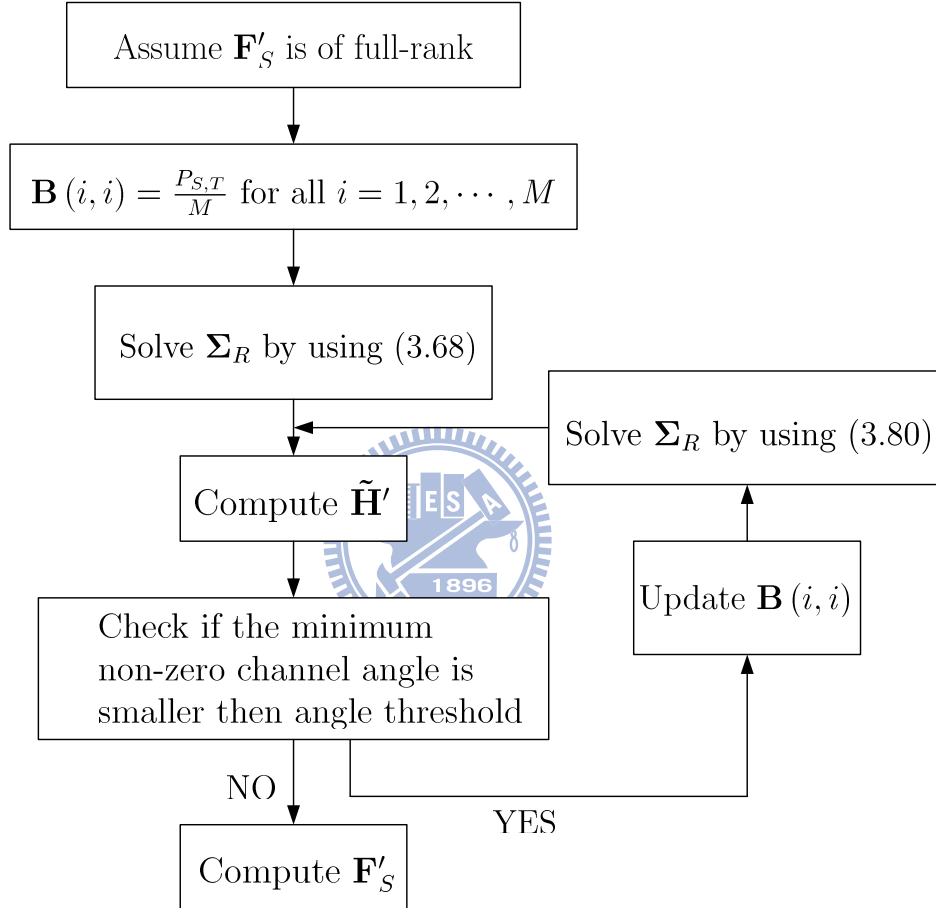 Assume F′_S is of full-rank
B (i, i) = P_{S,T}/M for all i = 1, 2, ··· , M
Solve Σ_R by using (3.68)
Solve Σ_R by using (3.80)
Compute H̃′
ESA
1896
Update B (i, i)
Check if the minimum
non-zero channel angle is
smaller then angle threshold
NO
YES
Compute F′_S